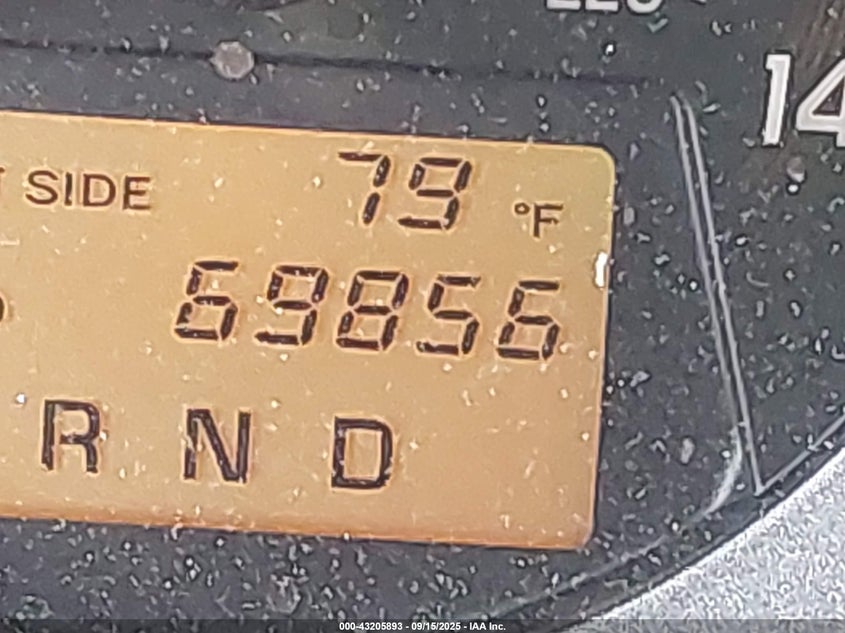 14
SIDE
79 °F
69856
R N D
000-43205893 - 09/15/2025 - IAA Inc.